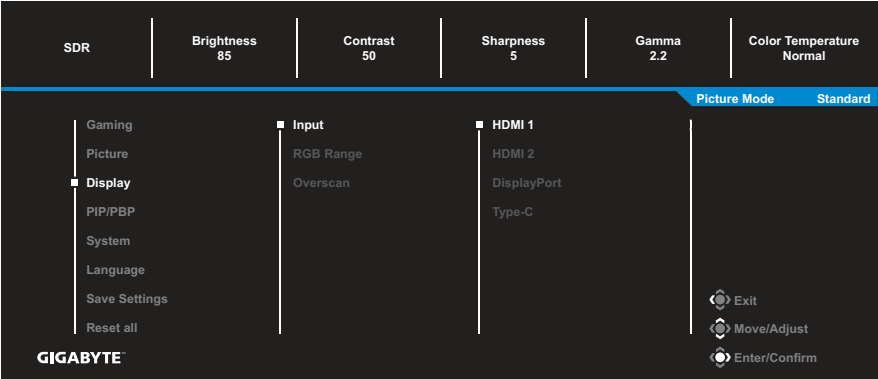 SDR
Brightness
85
Contrast
50
Sharpness
5
Gamma
2.2
Color Temperature
Normal
Picture Mode Standard
Gaming
Picture
Display
PIP/PBP
System
Language
Save Settings
Reset all
Input
RGB Range
Overscan
HDMI 1
HDMI 2
DisplayPort
Type-C
Exit
Move/Adjust
Enter/Confirm
GIGABYTE™